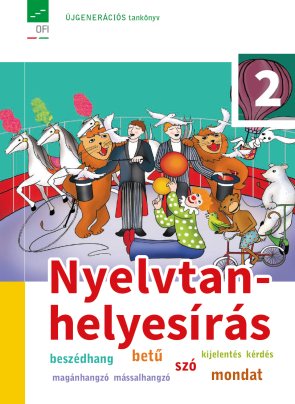 OFI
ÚJGENERÁCIÓS tankönyv
2
Nyelvtan-
helyesírás
beszédhang betű szó kijelentés kérdés
magánhangzó mássalhangzó mondat